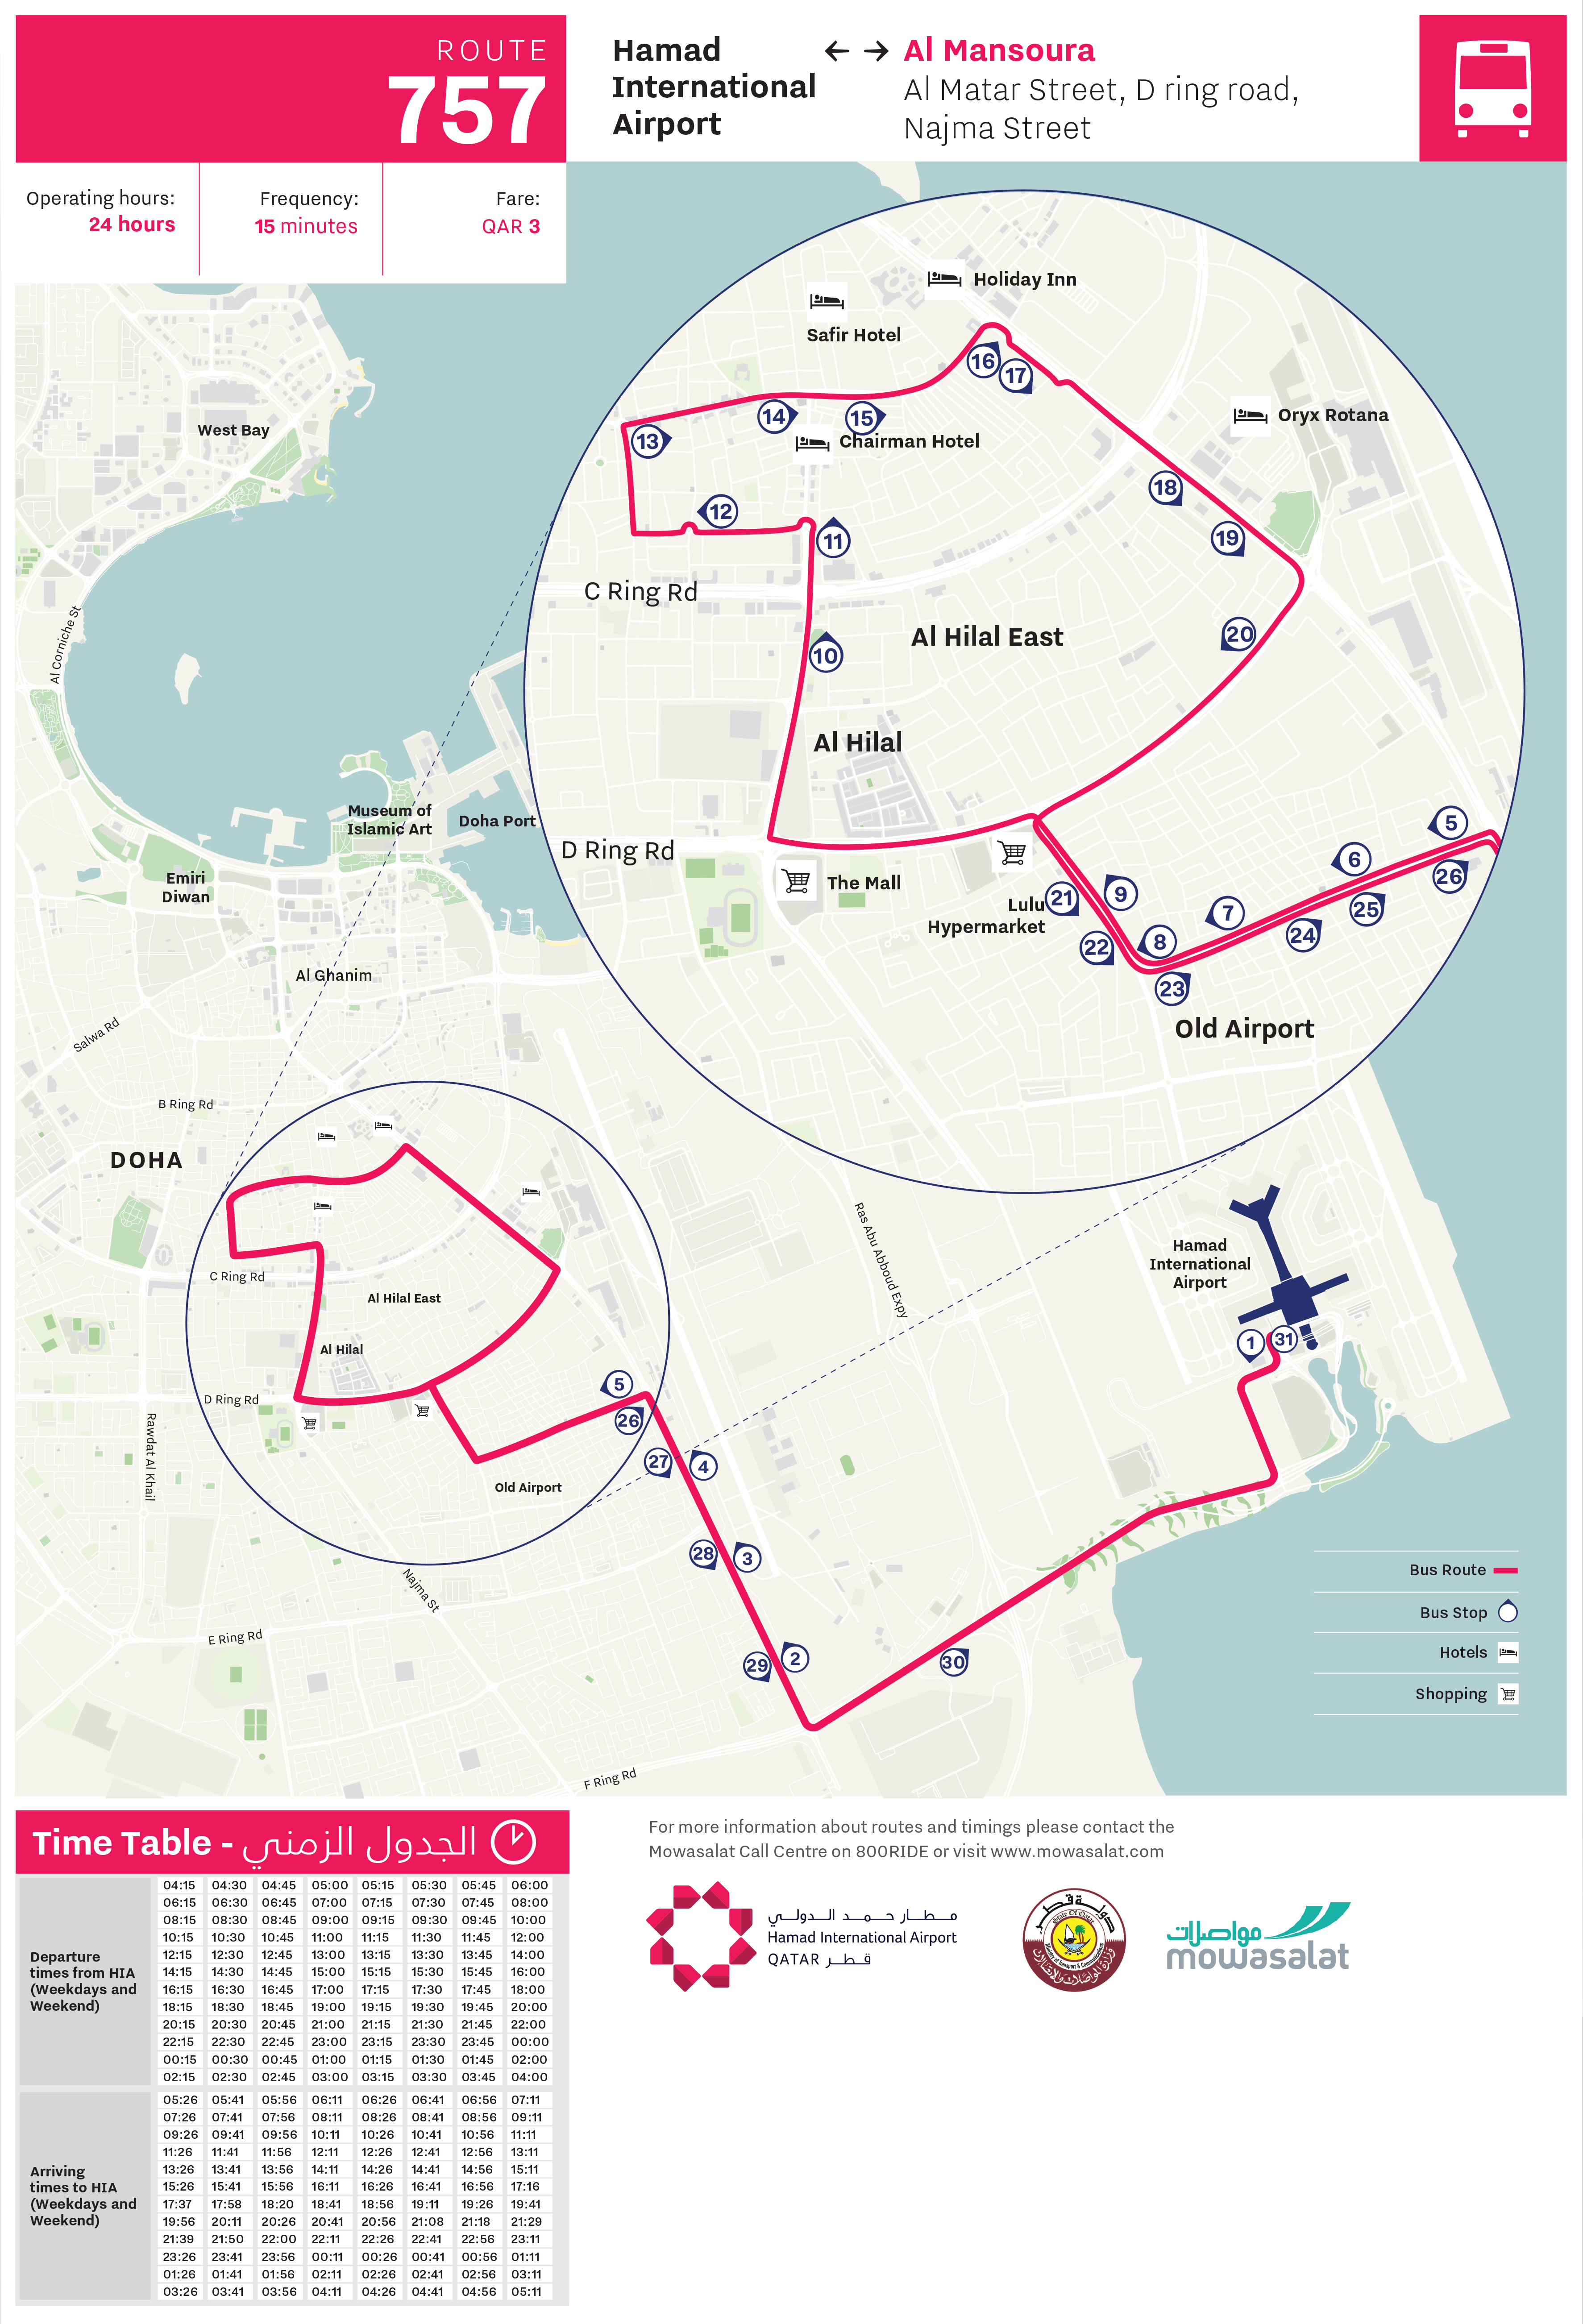 ROUTE
757
Hamad
International
Airport
← →
Al Mansoura
Al Matar Street, D ring road,
Najma Street
Operating hours:
24 hours
Frequency:
15 minutes
Fare:
QAR 3
Holiday Inn
Safir Hotel
16
17
Oryx Rotana
14
15
13
Chairman Hotel
18
12
11
19
C Ring Rd
Al Hilal East
20
10
Al Hilal
D Ring Rd
5
6
The Mall
26
9
21
Lulu
Hypermarket
7
25
24
8
22
23
Old Airport
West Bay
Al Corniche St
Museum of
Islamic Art
Doha Port
Emiri
Diwan
Al Ghanim
Salwa Rd
B Ring Rd
DOHA
C Ring Rd
Al Hilal East
Al Hilal
D Ring Rd
Rawdat Al Khail
5
26
27
4
Old Airport
28
3
Najma St
E Ring Rd
29
2
30
F Ring Rd
Ras Abu Abboud Expy
Hamad
International
Airport
1
31
Bus Route
Bus Stop
Hotels
Shopping
Time Table - الجدول الزمني
Departure
times from HIA
(Weekdays and
Weekend)
04:15 04:30 04:45 05:00 05:15 05:30 05:45 06:00
06:15 06:30 06:45 07:00 07:15 07:30 07:45 08:00
08:15 08:30 08:45 09:00 09:15 09:30 09:45 10:00
10:15 10:30 10:45 11:00 11:15 11:30 11:45 12:00
12:15 12:30 12:45 13:00 13:15 13:30 13:45 14:00
14:15 14:30 14:45 15:00 15:15 15:30 15:45 16:00
16:15 16:30 16:45 17:00 17:15 17:30 17:45 18:00
18:15 18:30 18:45 19:00 19:15 19:30 19:45 20:00
20:15 20:30 20:45 21:00 21:15 21:30 21:45 22:00
22:15 22:30 22:45 23:00 23:15 23:30 23:45 00:00
00:15 00:30 00:45 01:00 01:15 01:30 01:45 02:00
02:15 02:30 02:45 03:00 03:15 03:30 03:45 04:00
Arriving
times to HIA
(Weekdays and
Weekend)
05:26 05:41 05:56 06:11 06:26 06:41 06:56 07:11
07:26 07:41 07:56 08:11 08:26 08:41 08:56 09:11
09:26 09:41 09:56 10:11 10:26 10:41 10:56 11:11
11:26 11:41 11:56 12:11 12:26 12:41 12:56 13:11
13:26 13:41 13:56 14:11 14:26 14:41 14:56 15:11
15:26 15:41 15:56 16:11 16:26 16:41 16:56 17:16
17:37 17:58 18:20 18:41 18:56 19:11 19:26 19:41
19:56 20:11 20:26 20:41 20:56 21:08 21:18 21:29
21:39 21:50 22:00 22:11 22:26 22:41 22:56 23:11
23:26 23:41 23:56 00:11 00:26 00:41 00:56 01:11
01:26 01:41 01:56 02:11 02:26 02:41 02:56 03:11
03:26 03:41 03:56 04:11 04:26 04:41 04:56 05:11
For more information about routes and timings please contact the
Mowasalat Call Centre on 800RIDE or visit www.mowasalat.com
مطار حمد الدولي
Hamad International Airport
QATAR قطر
دولة قطر
State Of Qatar
وزارة المواصلات والاتصالات
مواصلات
mowasalat